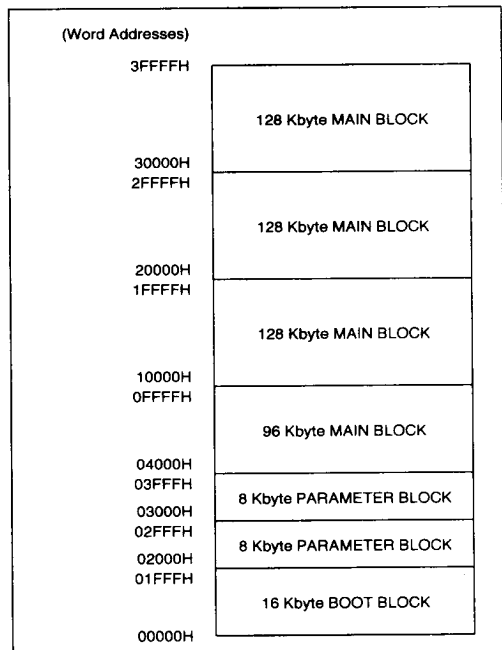 (Word Addresses)
3FFFFH
128 Kbyte MAIN BLOCK
30000H
2FFFFH
128 Kbyte MAIN BLOCK
20000H
1FFFFH
128 Kbyte MAIN BLOCK
10000H
0FFFFH
96 Kbyte MAIN BLOCK
04000H
03FFFH
8 Kbyte PARAMETER BLOCK
03000H
02FFFH
8 Kbyte PARAMETER BLOCK
02000H
01FFFH
16 Kbyte BOOT BLOCK
00000H